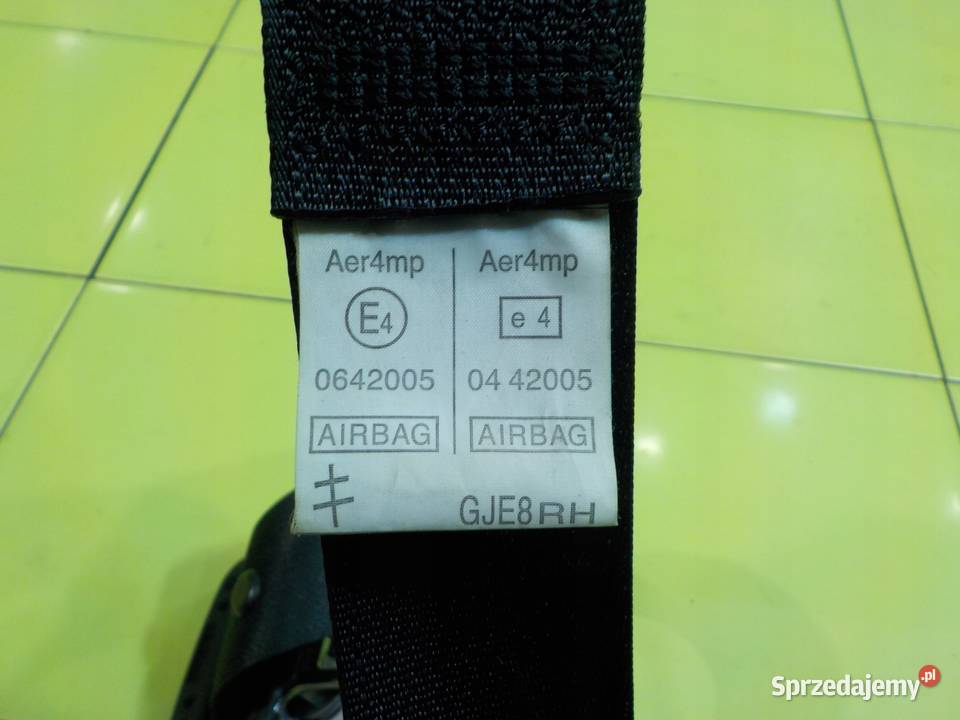 Aer4mp Aer4mp
E4 e 4
0642005 04 42005
AIRBAG AIRBAG
GJE8RH
Sprzedajemy.pl